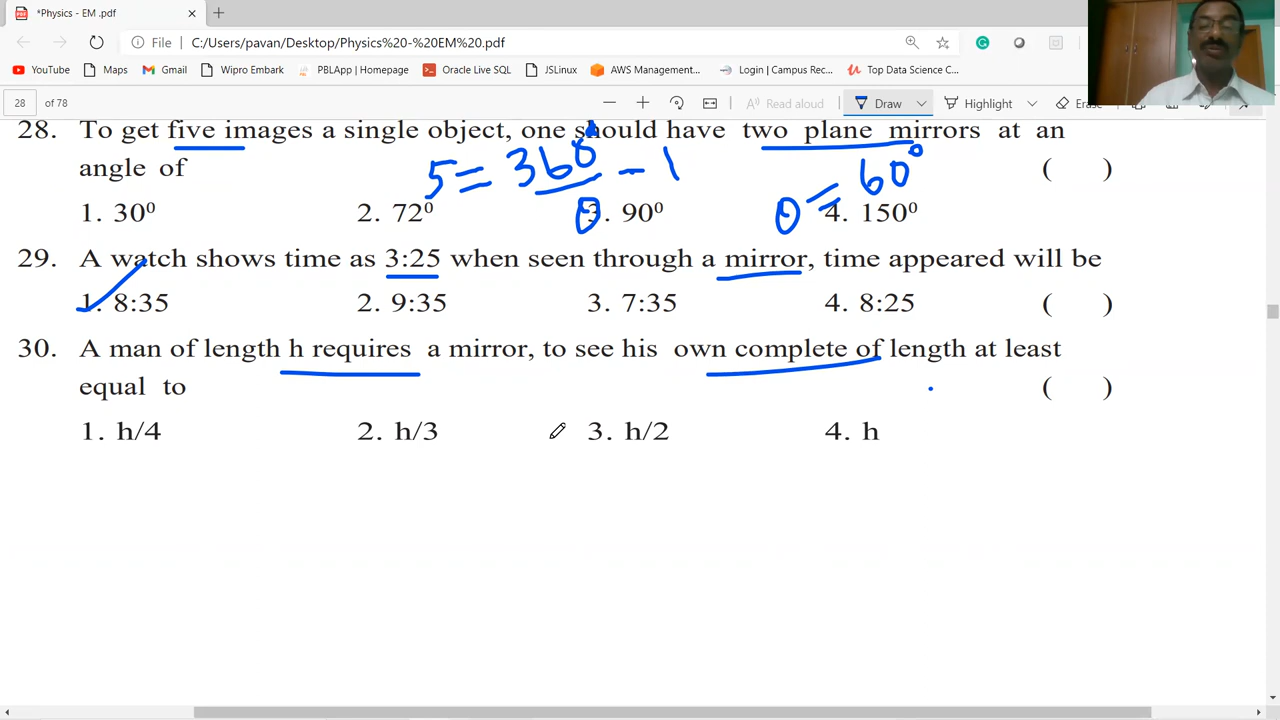 *Physics - EM .pdf
File C:/Users/pavan/Desktop/Physics%20-%20EM%20.pdf
YouTube Maps Gmail Wipro Embark PBLApp | Homepage Oracle Live SQL JSLinux AWS Management... Login | Campus Rec... Top Data Science C...
28 of 78 Read aloud Draw Highlight Erase
28. To get five images a single object, one should have two plane mirrors at an
angle of ( )
5 = 360° / θ - 1 θ = 60°
1. 30⁰ 2. 72⁰ 3. 90⁰ 4. 150⁰
29. A watch shows time as 3:25 when seen through a mirror, time appeared will be
1. 8:35 2. 9:35 3. 7:35 4. 8:25 ( )
30. A man of length h requires a mirror, to see his own complete of length at least
equal to ( )
1. h/4 2. h/3 3. h/2 4. h